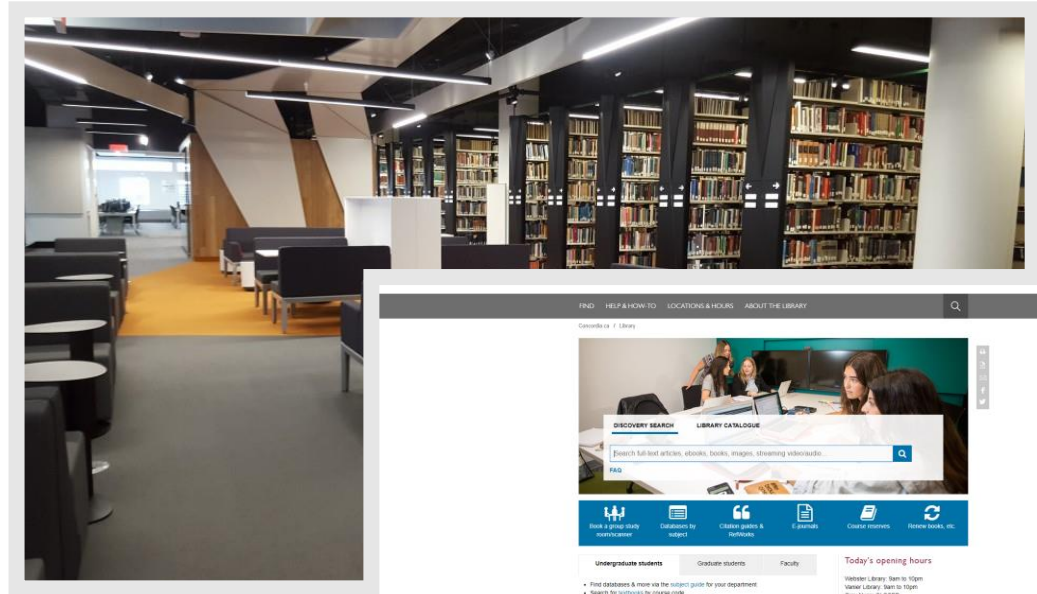 FIND HELP & HOW-TO LOCATIONS & HOURS ABOUT THE LIBRARY
Concordia.ca / Library
DISCOVERY SEARCH LIBRARY CATALOGUE
Search full-text articles, ebooks, books, images, streaming video/audio...
FAQ
Book a group study room/scanner
Databases by subject
Citation guides & RefWorks
E-journals
Course reserves
Renew books, etc.
Undergraduate students Graduate students Faculty
Today's opening hours
Find databases & more via the subject guide for your department
Webster Library: 9am to 10pm
Search for textbooks by course code
Vanier Library: 9am to 10pm